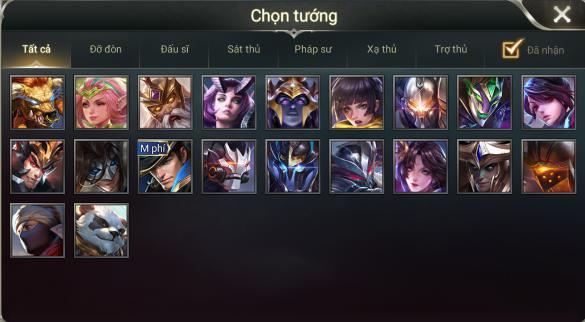 Chọn tướng
Tất cả Đỡ đòn Đấu sĩ Sát thủ Pháp sư Xạ thủ Trợ thủ Đã nhận
M phí